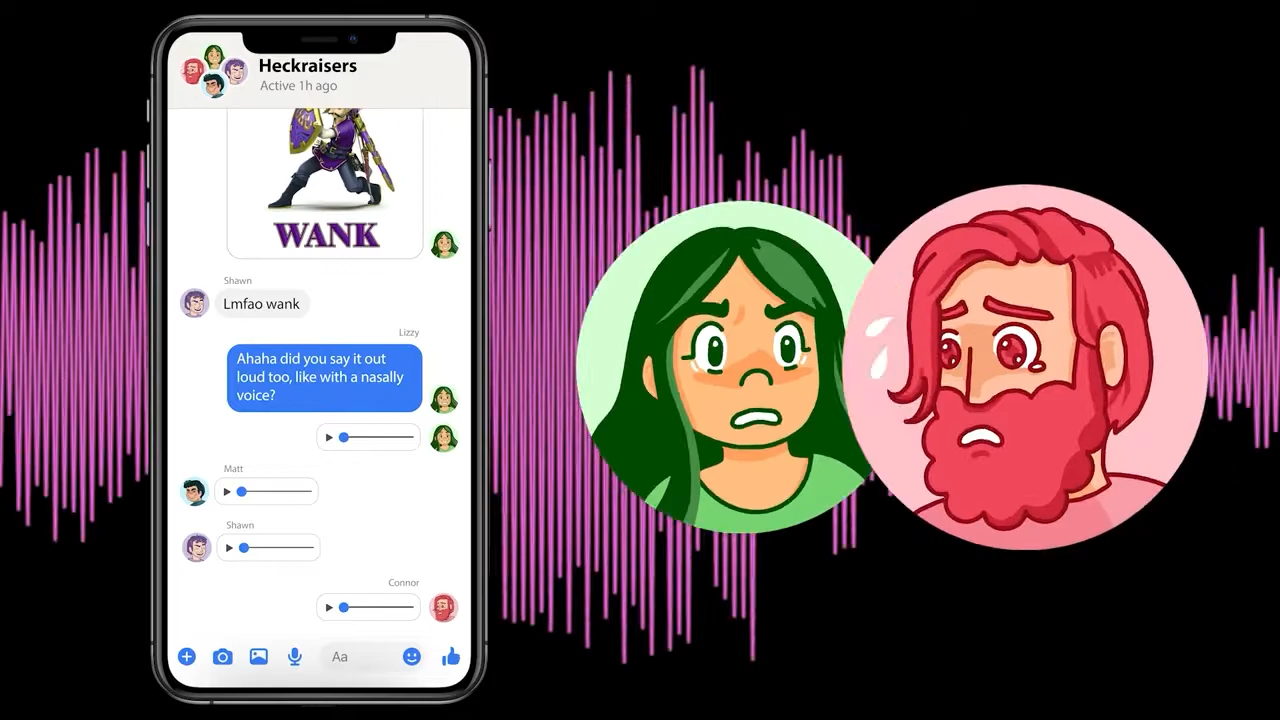 Heckraisers
Active 1h ago
WANK
Shawn
Lmfao wank
Lizzy
Ahaha did you say it out
loud too, like with a nasally
voice?
Matt
Shawn
Connor
Aa